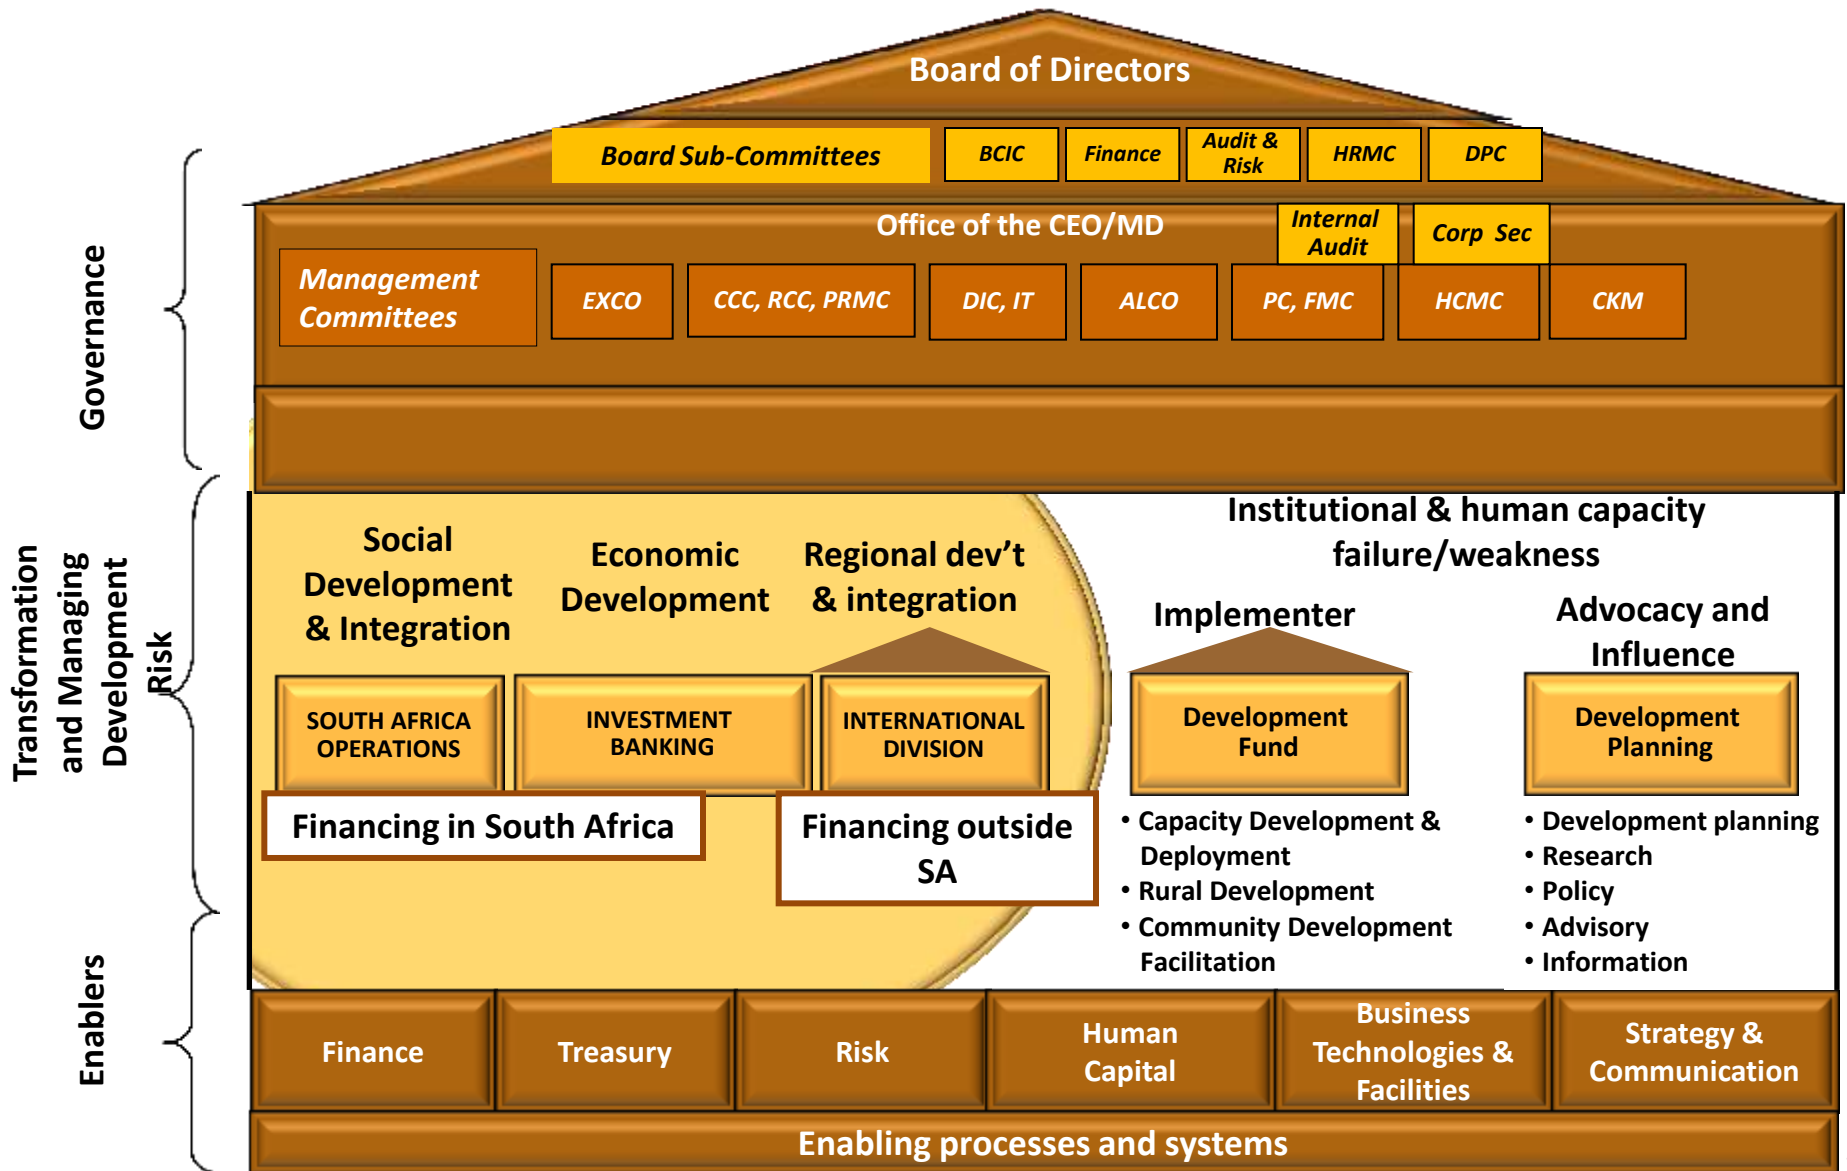 Board of Directors
Board Sub-Committees
BCIC
Finance
Audit &
Risk
HRMC
DPC
Office of the CEO/MD
Internal
Audit
Corp Sec
Management
Committees
EXCO
CCC, RCC, PRMC
DIC, IT
ALCO
PC, FMC
HCMC
CKM
Governance
Transformation
and Managing
Development
Risk
Social
Development
& Integration
Economic
Development
Regional dev't
& integration
Institutional & human capacity
failure/weakness
Implementer
Advocacy and
Influence
SOUTH AFRICA
OPERATIONS
INVESTMENT
BANKING
INTERNATIONAL
DIVISION
Development
Fund
Development
Planning
Financing in South Africa
Financing outside
SA
• Capacity Development &
Deployment
• Rural Development
• Community Development
Facilitation
• Development planning
• Research
• Policy
• Advisory
• Information
Enablers
Finance
Treasury
Risk
Human
Capital
Business
Technologies &
Facilities
Strategy &
Communication
Enabling processes and systems